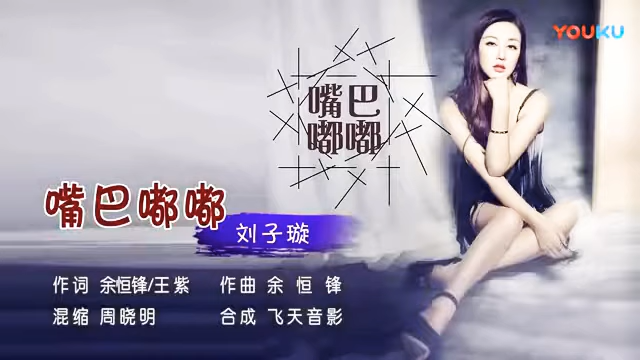 YOUKU
嘴巴
嘟嘟
嘴巴嘟嘟
刘子璇
作词 余恒锋/王紫 作曲 余恒锋
混缩 周晓明 合成 飞天音影